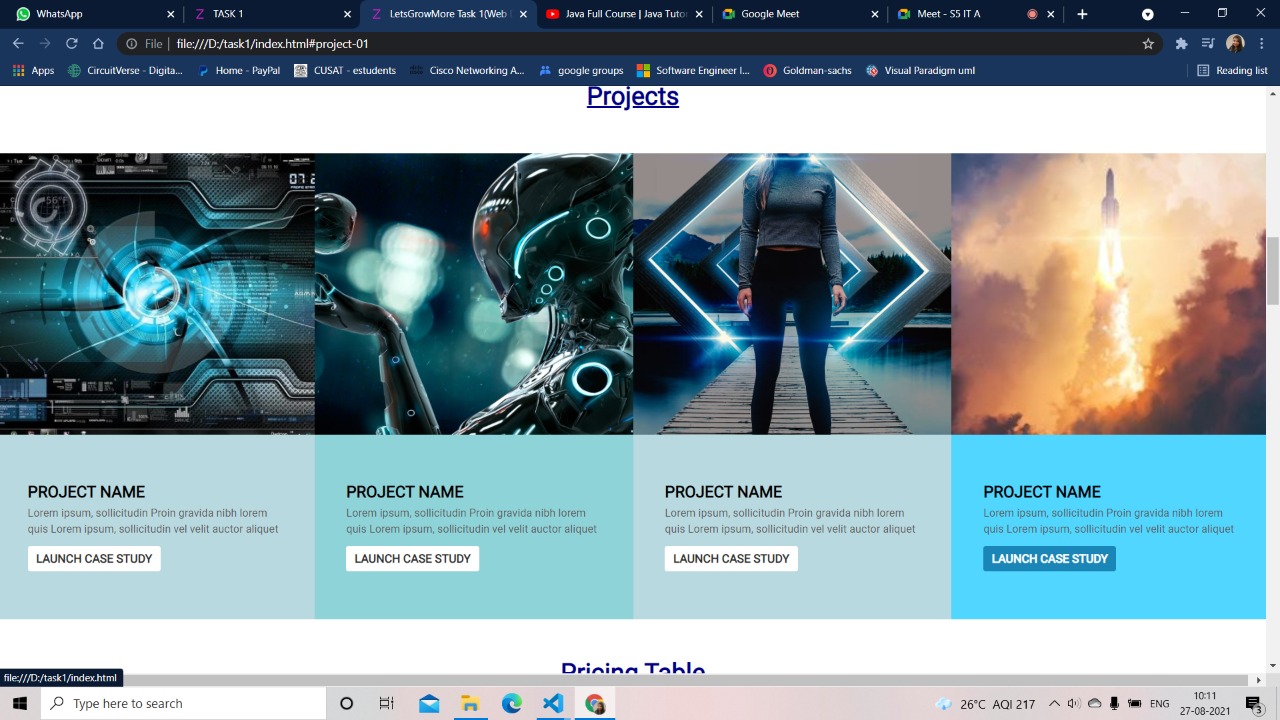 WhatsApp
TASK 1
LetsGrowMore Task 1(Web
Java Full Course | Java Tutor
Google Meet
Meet - S5 IT A
File
file:///D:/task1/index.html#project-01
Apps
CircuitVerse - Digita...
Home - PayPal
CUSAT - estudents
Cisco Networking A...
google groups
Software Engineer I...
Goldman-sachs
Visual Paradigm uml
Reading list
Projects
PROJECT NAME
Lorem ipsum, sollicitudin Proin gravida nibh lorem
quis Lorem ipsum, sollicitudin vel velit auctor aliquet
LAUNCH CASE STUDY
PROJECT NAME
Lorem ipsum, sollicitudin Proin gravida nibh lorem
quis Lorem ipsum, sollicitudin vel velit auctor aliquet
LAUNCH CASE STUDY
PROJECT NAME
Lorem ipsum, sollicitudin Proin gravida nibh lorem
quis Lorem ipsum, sollicitudin vel velit auctor aliquet
LAUNCH CASE STUDY
PROJECT NAME
Lorem ipsum, sollicitudin Proin gravida nibh lorem
quis Lorem ipsum, sollicitudin vel velit auctor aliquet
LAUNCH CASE STUDY
Pricing Table
file:///D:/task1/index.html
Type here to search
26°C AQI 217
ENG
10:11
27-08-2021
3